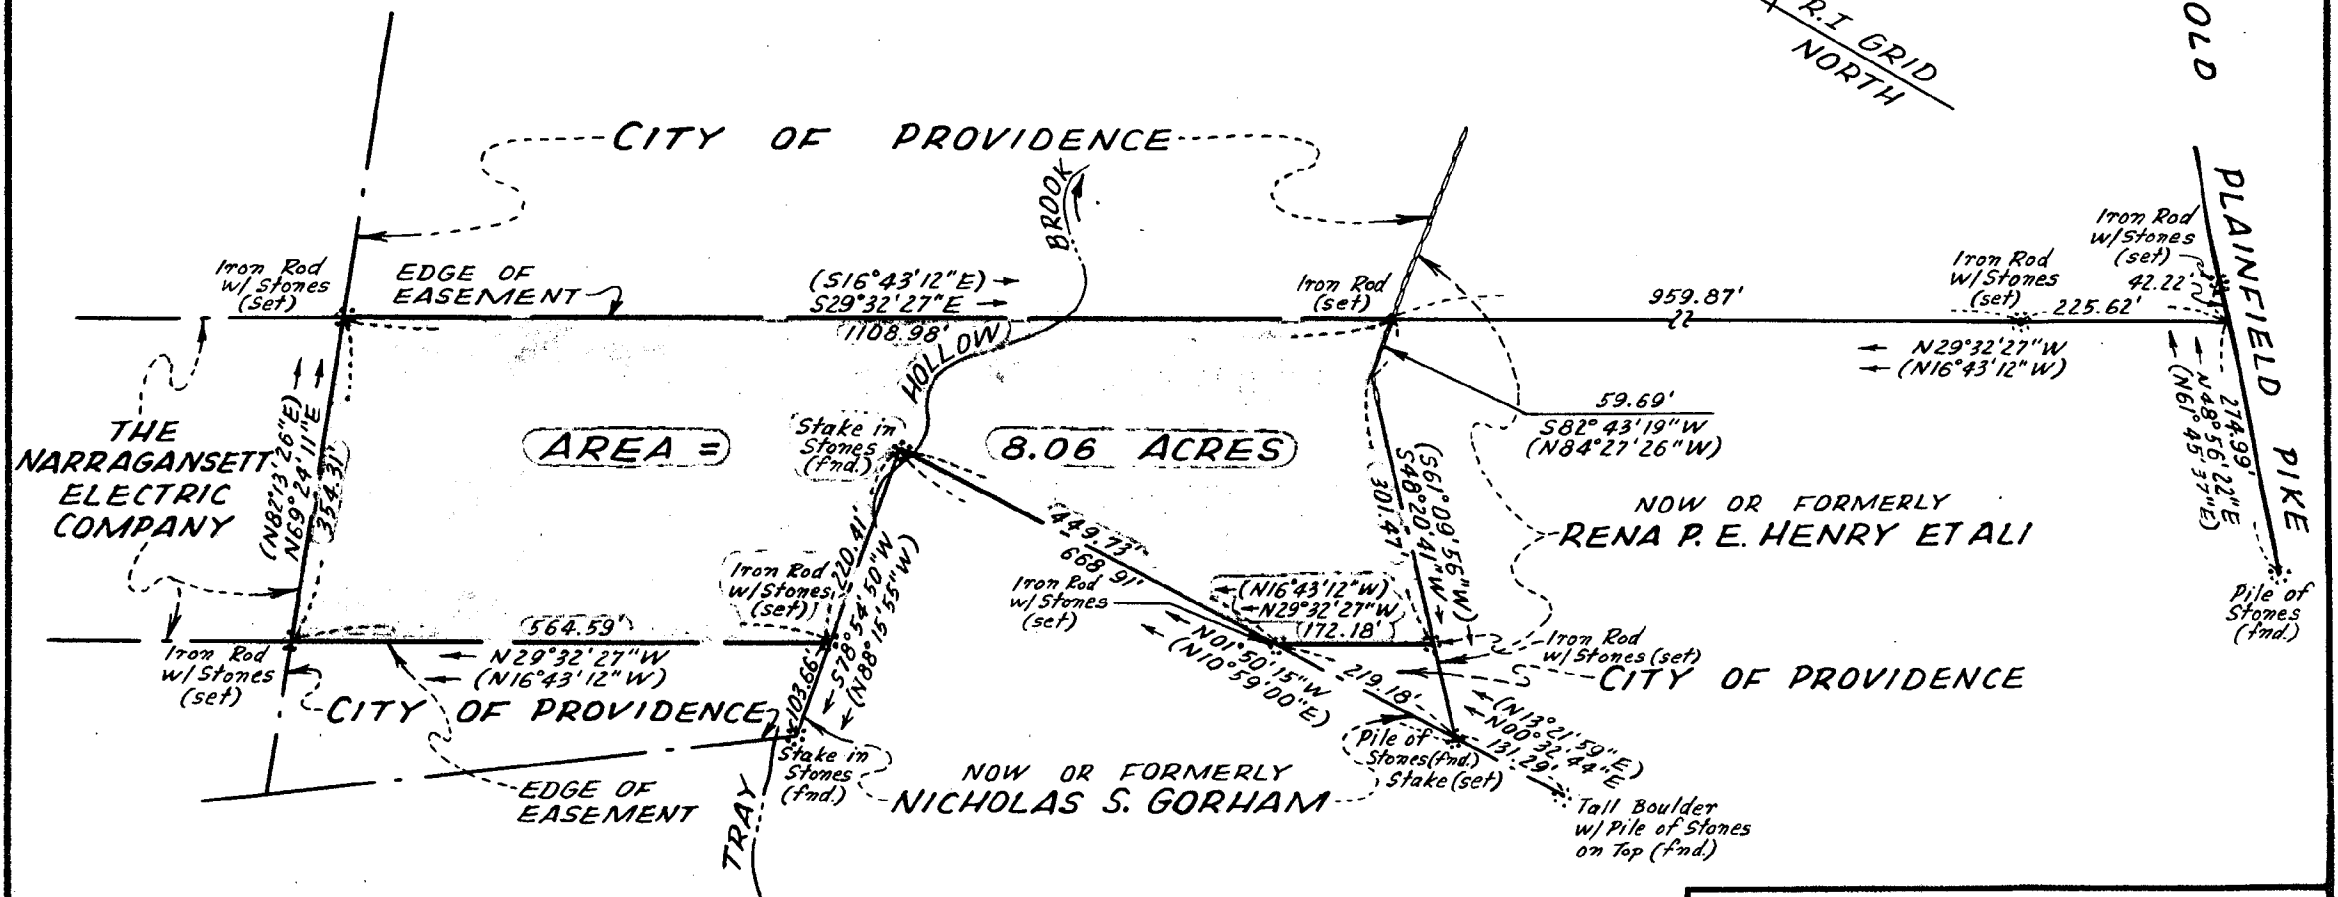 R.I GRID
NORTH
OLD PLAINFIELD PIKE
CITY OF PROVIDENCE
BROOK
Iron Rod
w/Stones
(set)
EDGE OF
EASEMENT
(S16°43'12"E)
S29°32'27"E
1108.98'
HOLLOW
Iron Rod
(set)
959.87'
Iron Rod
w/Stones
(set)
225.62'
Iron Rod
w/Stones
(set)
42.22'
N29°32'27"W
(N16°43'12"W)
274.99'
N48°56'22"E
(N61°45'37"E)
THE
NARRAGANSETT
ELECTRIC
COMPANY
(N82°13'26"E)
N69°24'11"E
354.31'
AREA = 8.06 ACRES
Stake in
Stones
(fnd.)
59.69'
S82°43'19"W
(N84°27'26"W)
(S61°09'56"W)
S48°20'41"W
301.47'
NOW OR FORMERLY
RENA P. E. HENRY ET ALI
449.73'
668.91'
Iron Rod
w/Stones
(set)
220.41'
S78°54'50"W
(N88°15'55"W)
Iron Rod
w/Stones
(set)
(N16°43'12"W)
N29°32'27"W
172.18'
Pile of
Stones
(fnd.)
564.59'
N29°32'27"W
(N16°43'12"W)
Iron Rod
w/Stones
(set)
103.66'
N01°50'15"W
(N10°59'00"E)
219.18'
Iron Rod
w/Stones (set)
CITY OF PROVIDENCE
CITY OF PROVIDENCE
(N13°21'59"E)
N00°32'44"E
131.29'
Pile of
Stones (fnd.)
Stake (set)
Stake in
Stones
(fnd.)
NOW OR FORMERLY
NICHOLAS S. GORHAM
EDGE OF
EASEMENT
TRAY
Tall Boulder
w/ Pile of Stones
on Top (fnd.)